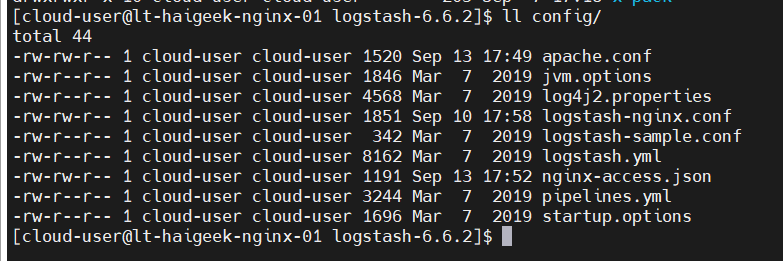 [cloud-user@lt-haigeek-nginx-01 logstash-6.6.2]$ ll config/
total 44
-rw-rw-r-- 1 cloud-user cloud-user 1520 Sep 13 17:49 apache.conf
-rw-r--r-- 1 cloud-user cloud-user 1846 Mar  7  2019 jvm.options
-rw-r--r-- 1 cloud-user cloud-user 4568 Mar  7  2019 log4j2.properties
-rw-rw-r-- 1 cloud-user cloud-user 1851 Sep 10 17:58 logstash-nginx.conf
-rw-r--r-- 1 cloud-user cloud-user  342 Mar  7  2019 logstash-sample.conf
-rw-r--r-- 1 cloud-user cloud-user 8162 Mar  7  2019 logstash.yml
-rw-rw-r-- 1 cloud-user cloud-user 1191 Sep 13 17:52 nginx-access.json
-rw-r--r-- 1 cloud-user cloud-user 3244 Mar  7  2019 pipelines.yml
-rw-r--r-- 1 cloud-user cloud-user 1696 Mar  7  2019 startup.options
[cloud-user@lt-haigeek-nginx-01 logstash-6.6.2]$